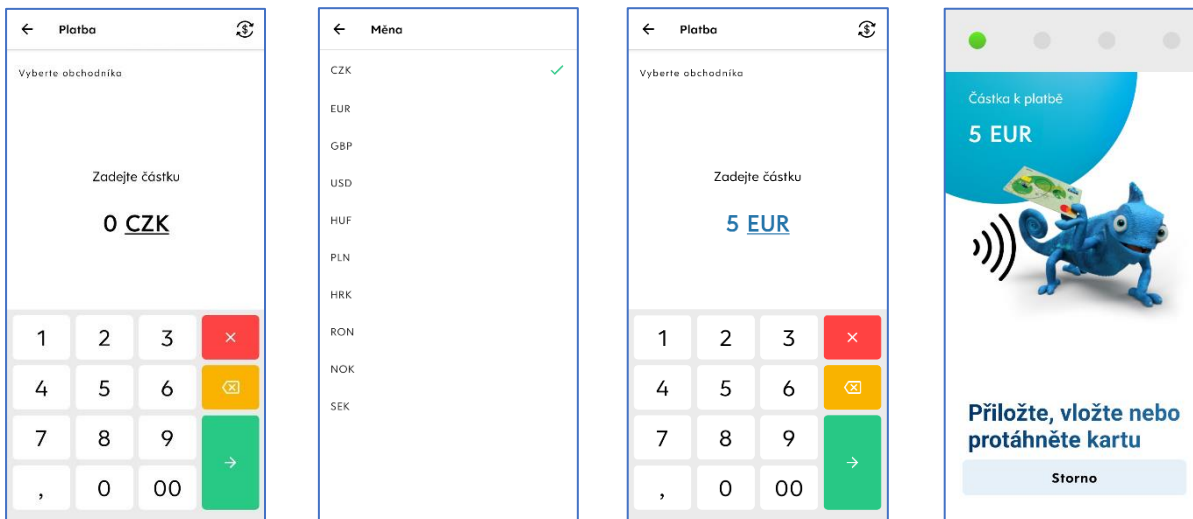 Platba
Vyberte obchodníka
Zadejte částku
0 CZK
1 2 3
4 5 6
7 8 9
, 0 00
Měna
CZK
EUR
GBP
USD
HUF
PLN
HRK
RON
NOK
SEK
Platba
Vyberte obchodníka
Zadejte částku
5 EUR
1 2 3
4 5 6
7 8 9
, 0 00
Částka k platbě
5 EUR
Přiložte, vložte nebo
protáhněte kartu
Storno